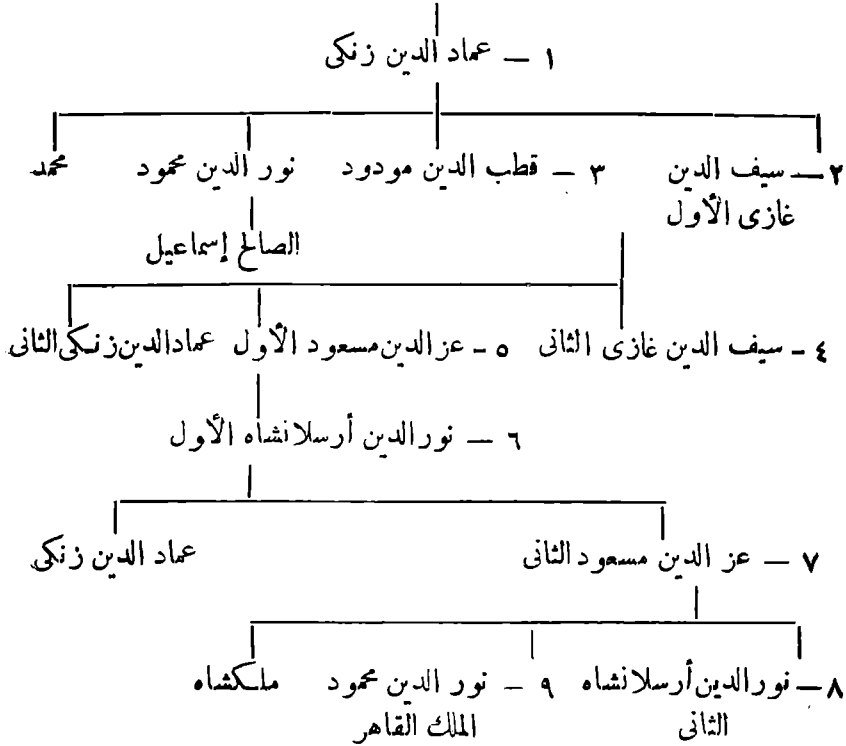 ١ — عماد الدين زنكى
٢ — سيف الدين غازى الأول
٣ — قطب الدين مودود
نور الدين محمود
محمد
الصالح إسماعيل
٤ - سيف الدين غازى الثانى
٥ - عز الدين مسعود الأول
عماد الدين زنكى الثانى
٦ — نور الدين أرسلانشاه الأول
٧ — عز الدين مسعود الثانى
عماد الدين زنكى
٨ — نور الدين أرسلانشاه الثانى
٩ — نور الدين محمود الملك القاهر
ملكشاه